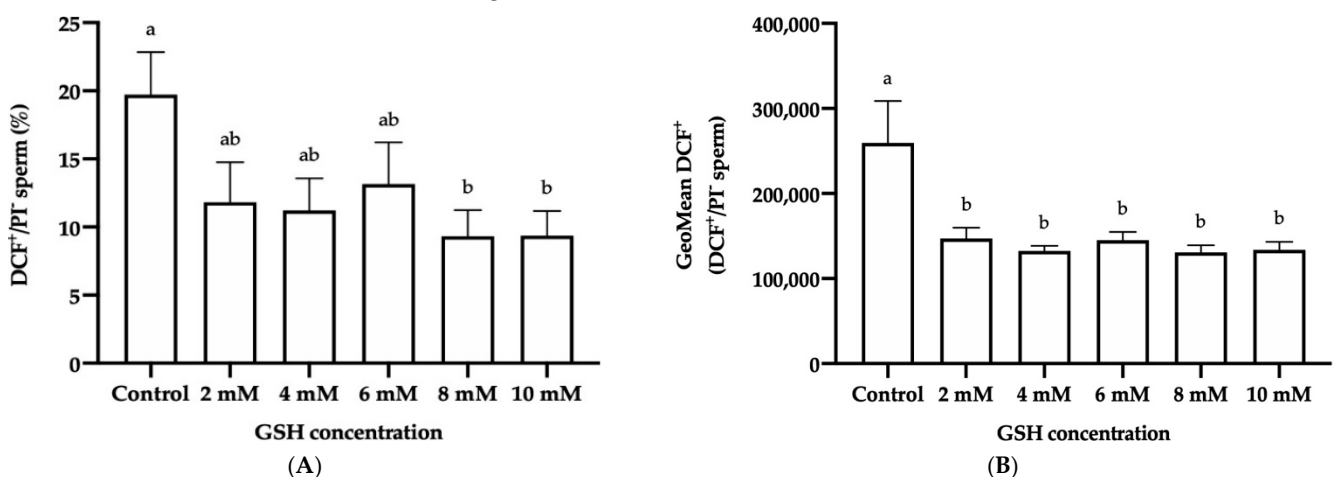 25
20
15
10
5
0
DCF⁺/PI⁻ sperm (%)
a
ab
ab
ab
b
b
Control 2 mM 4 mM 6 mM 8 mM 10 mM
GSH concentration
(A)
400,000
300,000
200,000
100,000
0
GeoMean DCF⁺
(DCF⁺/PI⁻ sperm)
a
b
b
b
b
b
Control 2 mM 4 mM 6 mM 8 mM 10 mM
GSH concentration
(B)